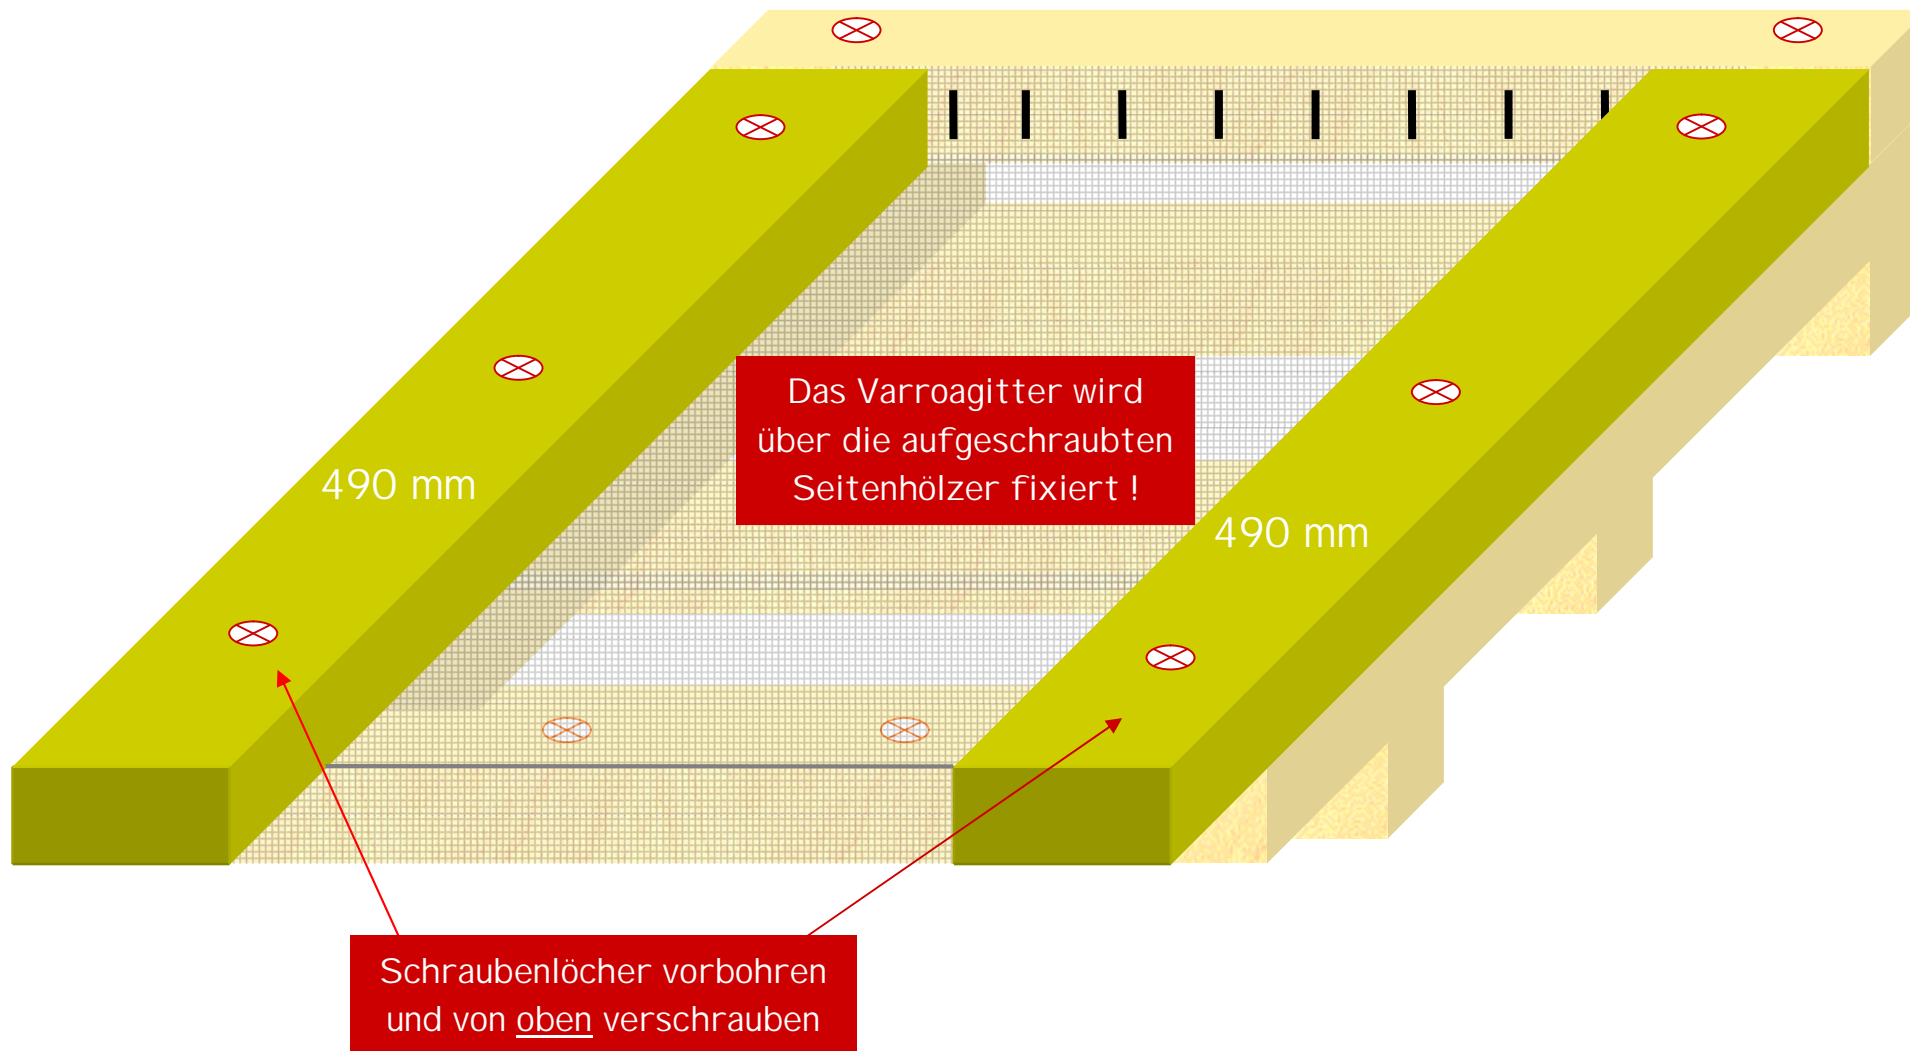 Das Varroagitter wird
über die aufgeschraubten
Seitenhölzer fixiert !
490 mm
490 mm
Schraubenlöcher vorbohren
und von oben verschrauben